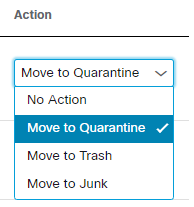 Action
Move to Quarantine
No Action
Move to Quarantine
Move to Trash
Move to Junk